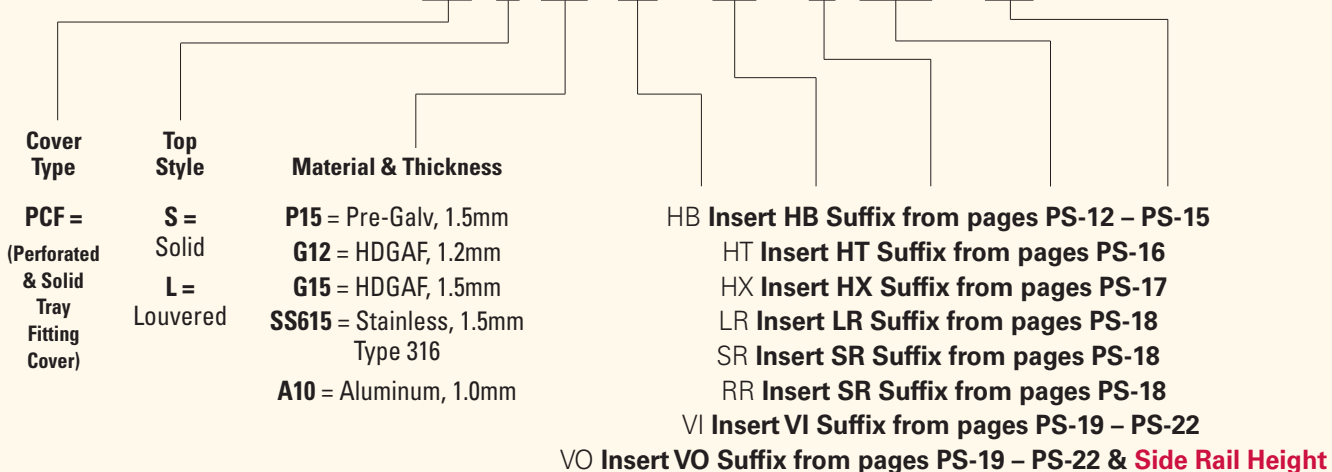 Cover
Type
PCF =
(Perforated
& Solid
Tray
Fitting
Cover)
Top
Style
S =
Solid
L =
Louvered
Material & Thickness
P15 = Pre-Galv, 1.5mm
G12 = HDGAF, 1.2mm
G15 = HDGAF, 1.5mm
SS615 = Stainless, 1.5mm
Type 316
A10 = Aluminum, 1.0mm
HB Insert HB Suffix from pages PS-12 – PS-15
HT Insert HT Suffix from pages PS-16
HX Insert HX Suffix from pages PS-17
LR Insert LR Suffix from pages PS-18
SR Insert SR Suffix from pages PS-18
RR Insert SR Suffix from pages PS-18
VI Insert VI Suffix from pages PS-19 – PS-22
VO Insert VO Suffix from pages PS-19 – PS-22 & Side Rail Height